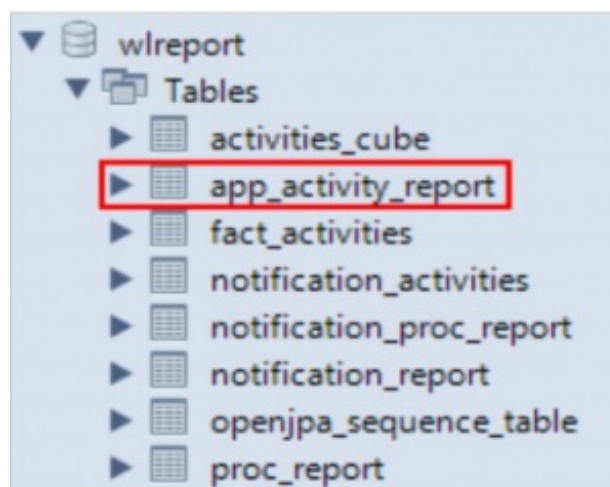 wlreport
Tables
activities_cube
app_activity_report
fact_activities
notification_activities
notification_proc_report
notification_report
openjpa_sequence_table
proc_report